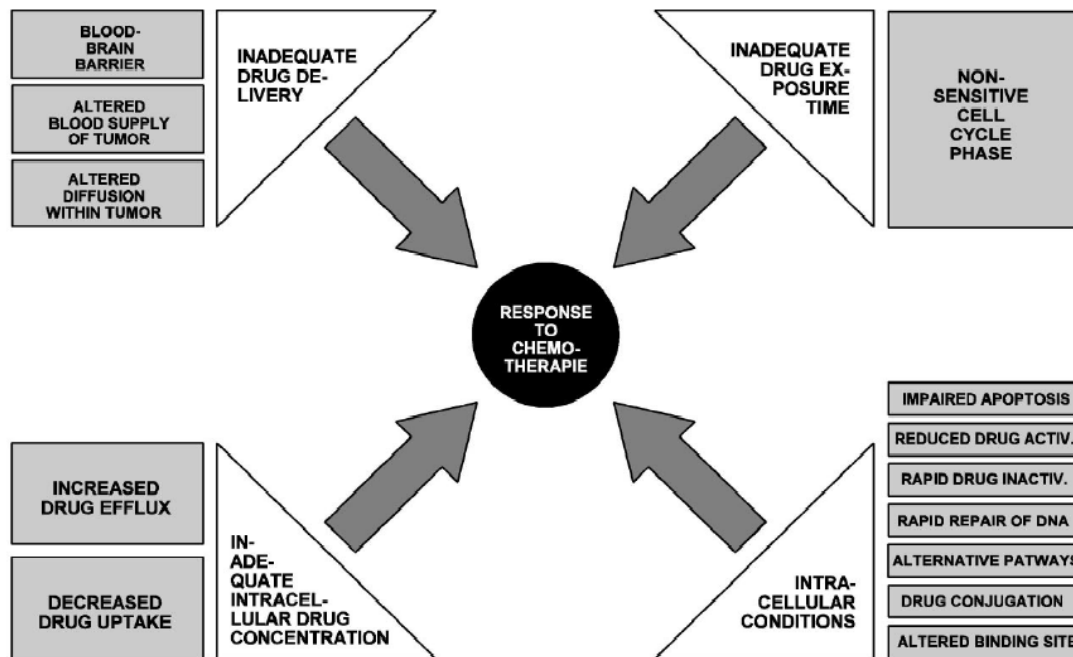 BLOOD-
BRAIN
BARRIER
ALTERED
BLOOD SUPPLY
OF TUMOR
ALTERED
DIFFUSION
WITHIN TUMOR
INADEQUATE
DRUG DE-
LIVERY
INADEQUATE
DRUG EX-
POSURE
TIME
NON-
SENSITIVE
CELL
CYCLE
PHASE
RESPONSE
TO
CHEMO-
THERAPIE
INCREASED
DRUG EFFLUX
DECREASED
DRUG UPTAKE
IN-
ADE-
QUATE
INTRACEL-
LULAR DRUG
CONCENTRATION
INTRA-
CELLULAR
CONDITIONS
IMPAIRED APOPTOSIS
REDUCED DRUG ACTIV.
RAPID DRUG INACTIV.
RAPID REPAIR OF DNA
ALTERNATIVE PATWAYS
DRUG CONJUGATION
ALTERED BINDING SITE